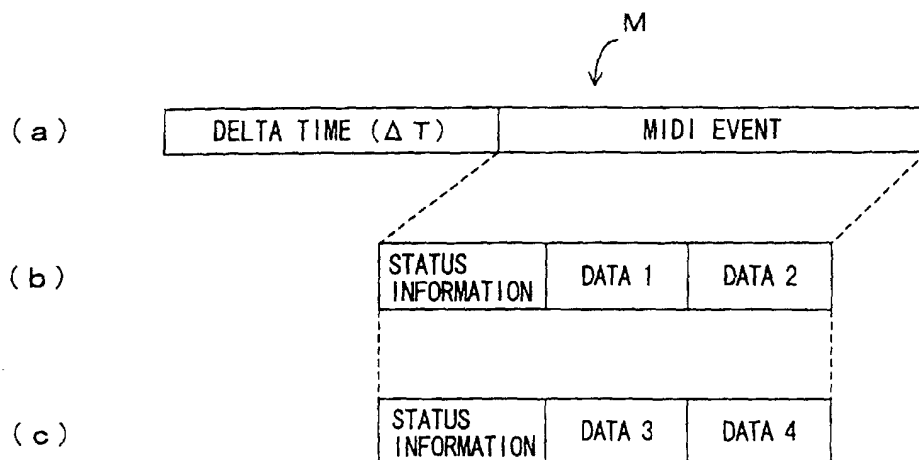 M
(a) DELTA TIME (ΔT) MIDI EVENT
(b) STATUS INFORMATION DATA 1 DATA 2
(c) STATUS INFORMATION DATA 3 DATA 4